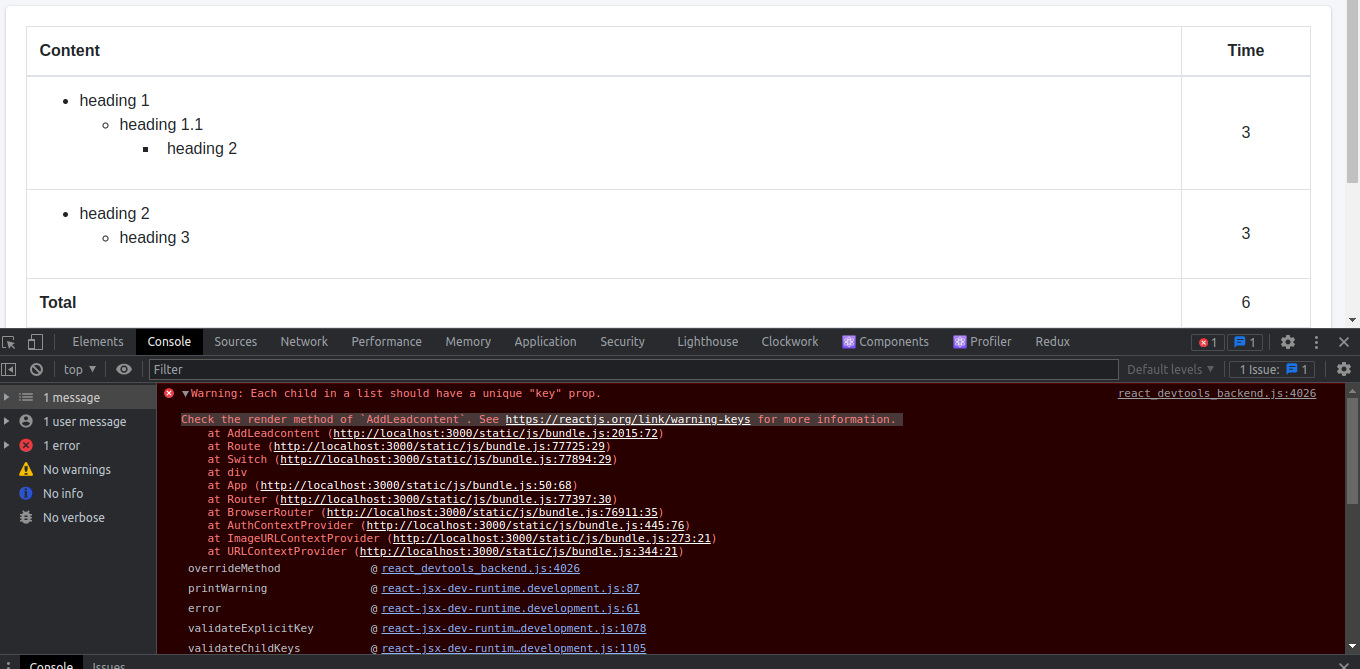 Content Time
heading 1
heading 1.1
heading 2
3
heading 2
heading 3
3
Total 6
Elements Console Sources Network Performance Memory Application Security Lighthouse Clockwork Components Profiler Redux 1 1
top Filter Default levels 1 Issue: 1
1 message
1 user message
1 error
No warnings
No info
No verbose
Warning: Each child in a list should have a unique "key" prop. react_devtools_backend.js:4026
Check the render method of `AddLeadcontent`. See https://reactjs.org/link/warning-keys for more information.
at AddLeadcontent (http://localhost:3000/static/js/bundle.js:2015:72)
at Route (http://localhost:3000/static/js/bundle.js:77725:29)
at Switch (http://localhost:3000/static/js/bundle.js:77894:29)
at div
at App (http://localhost:3000/static/js/bundle.js:50:68)
at Router (http://localhost:3000/static/js/bundle.js:77397:30)
at BrowserRouter (http://localhost:3000/static/js/bundle.js:76911:35)
at AuthContextProvider (http://localhost:3000/static/js/bundle.js:445:76)
at ImageURLContextProvider (http://localhost:3000/static/js/bundle.js:273:21)
at URLContextProvider (http://localhost:3000/static/js/bundle.js:344:21)
overrideMethod @ react_devtools_backend.js:4026
printWarning @ react-jsx-dev-runtime.development.js:87
error @ react-jsx-dev-runtime.development.js:61
validateExplicitKey @ react-jsx-dev-runtim…development.js:1078
validateChildKeys @ react-jsx-dev-runtim…development.js:1105
Console Issues